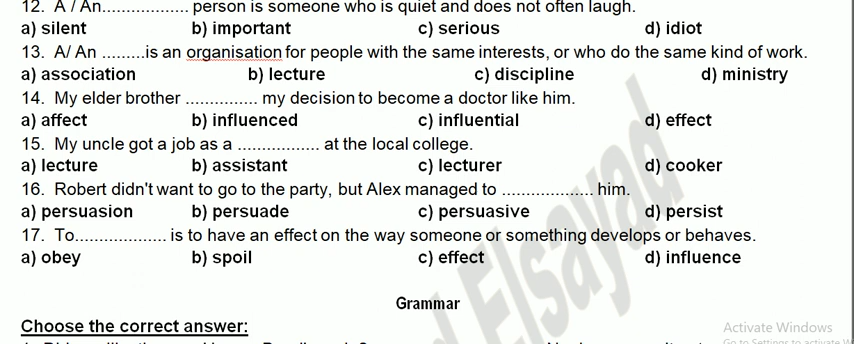 12. A / An................. person is someone who is quiet and does not often laugh.
a) silent b) important c) serious d) idiot
13. A/ An .........is an organisation for people with the same interests, or who do the same kind of work.
a) association b) lecture c) discipline d) ministry
14. My elder brother .............. my decision to become a doctor like him.
a) affect b) influenced c) influential d) effect
15. My uncle got a job as a ................ at the local college.
a) lecture b) assistant c) lecturer d) cooker
16. Robert didn't want to go to the party, but Alex managed to .................. him.
a) persuasion b) persuade c) persuasive d) persist
17. To.................. is to have an effect on the way someone or something develops or behaves.
a) obey b) spoil c) effect d) influence
Elsayad
Grammar
Choose the correct answer:
Activate Windows
Go to Settings to activate W